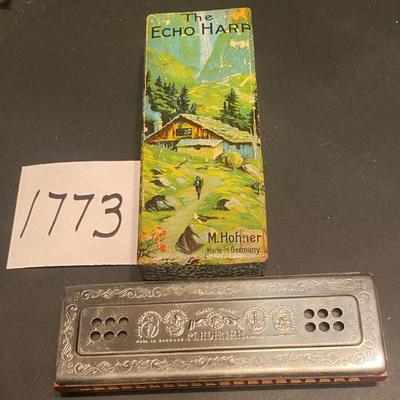 The
ECHO HARP
M. Hohner
Made in Germany.
1773
M. HOHNER